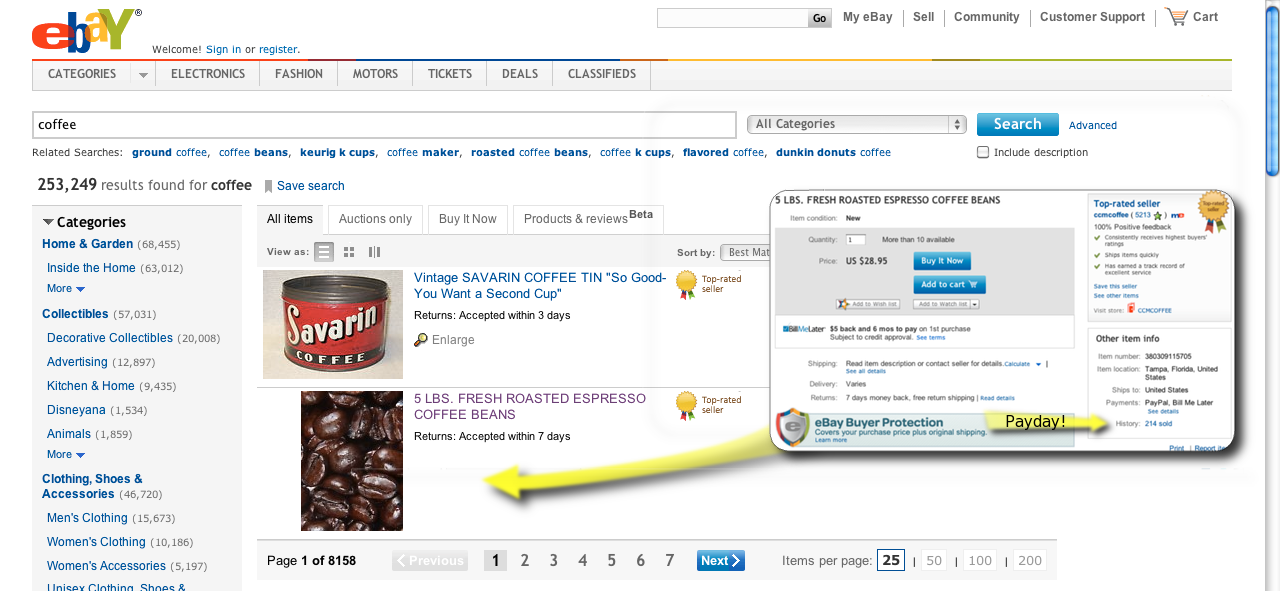 ebaY®
Go
My eBay
Sell
Community
Customer Support
Cart
Welcome! Sign in or register.
CATEGORIES
ELECTRONICS
FASHION
MOTORS
TICKETS
DEALS
CLASSIFIEDS
coffee
All Categories
Search
Advanced
Related Searches: ground coffee, coffee beans, keurig k cups, coffee maker, roasted coffee beans, coffee k cups, flavored coffee, dunkin donuts coffee
Include description
253,249 results found for coffee
Save search
Categories
Home & Garden (68,455)
Inside the Home (63,012)
More
Collectibles (57,031)
Decorative Collectibles (20,008)
Advertising (12,897)
Kitchen & Home (9,435)
Disneyana (1,534)
Animals (1,859)
More
Clothing, Shoes &
Accessories (46,720)
Men's Clothing (15,673)
Women's Clothing (10,186)
Women's Accessories (5,197)
Unisex Clothing, Shoes &
All items
Auctions only
Buy It Now
Products & reviews Beta
View as:
Sort by: Best Mat
Savarin
COFFEE
Vintage SAVARIN COFFEE TIN "So Good-
You Want a Second Cup"
Returns: Accepted within 3 days
Enlarge
Top-rated
seller
5 LBS. FRESH ROASTED ESPRESSO
COFFEE BEANS
Returns: Accepted within 7 days
Top-rated
seller
5 LBS. FRESH ROASTED ESPRESSO COFFEE BEANS
Item condition: New
Quantity: 1 More than 10 available
Price: US $28.95
Buy It Now
Add to cart
Add to Wish list
Add to Watch list
BillMeLater $5 back and 6 mos to pay on 1st purchase
Subject to credit approval. See terms
Shipping: Read item description or contact seller for details. Calculate |
See all details
Delivery: Varies
Returns: 7 days money back, free return shipping | Read details
eBay Buyer Protection
Covers your purchase price plus original shipping.
Learn more
Payday!
Top-rated seller
Top-rated
seller
ccmcoffee ( 5213 ) me
100% Positive feedback
Consistently receives highest buyers'
ratings
Ships items quickly
Has earned a track record of
excellent service
Save this seller
See other items
Visit store: CCMCOFFEE
Other item info
Item number: 380309115705
Item location: Tampa, Florida, United
States
Ships to: United States
Payments: PayPal, Bill Me Later
See details
History: 214 sold
Print | Report item
Page 1 of 8158
Previous
1 2 3 4 5 6 7
Next
Items per page: 25 | 50 | 100 | 200